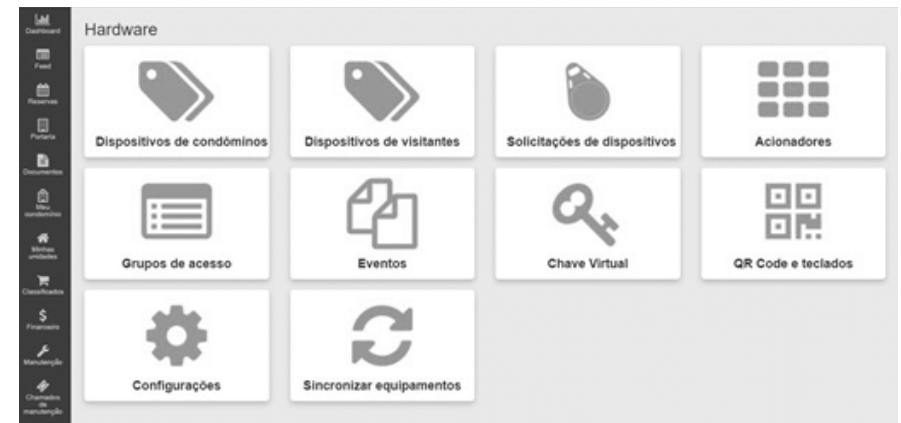 Dashboard
Feed
Reservas
Portaria
Documentos
Meu
condomínio
Minhas
unidades
Classificados
Financeiro
Manutenção
Chamados
de
manutenção
Hardware
Dispositivos de condôminos
Dispositivos de visitantes
Solicitações de dispositivos
Acionadores
Grupos de acesso
Eventos
Chave Virtual
QR Code e teclados
Configurações
Sincronizar equipamentos